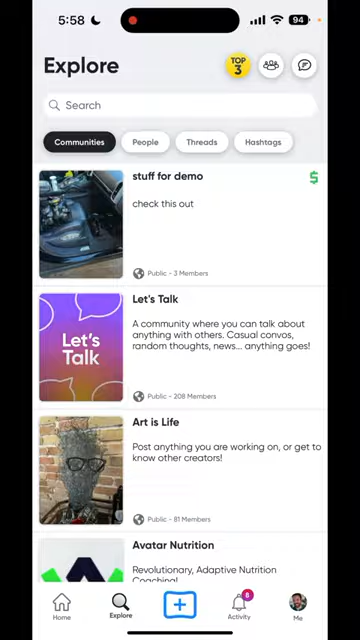 5:58
94
Explore
TOP
3
Search
Communities
People
Threads
Hashtags
stuff for demo
$
check this out
Public - 3 Members
Let's
Talk
Let's Talk
A community where you can talk about
anything with others. Casual convos,
random thoughts, news... anything goes!
Public - 208 Members
Art is Life
Post anything you are working on, or get to
know other creators!
Public - 81 Members
Avatar Nutrition
Revolutionary, Adaptive Nutrition
Coaching!
Home
Explore
8
Activity
Me